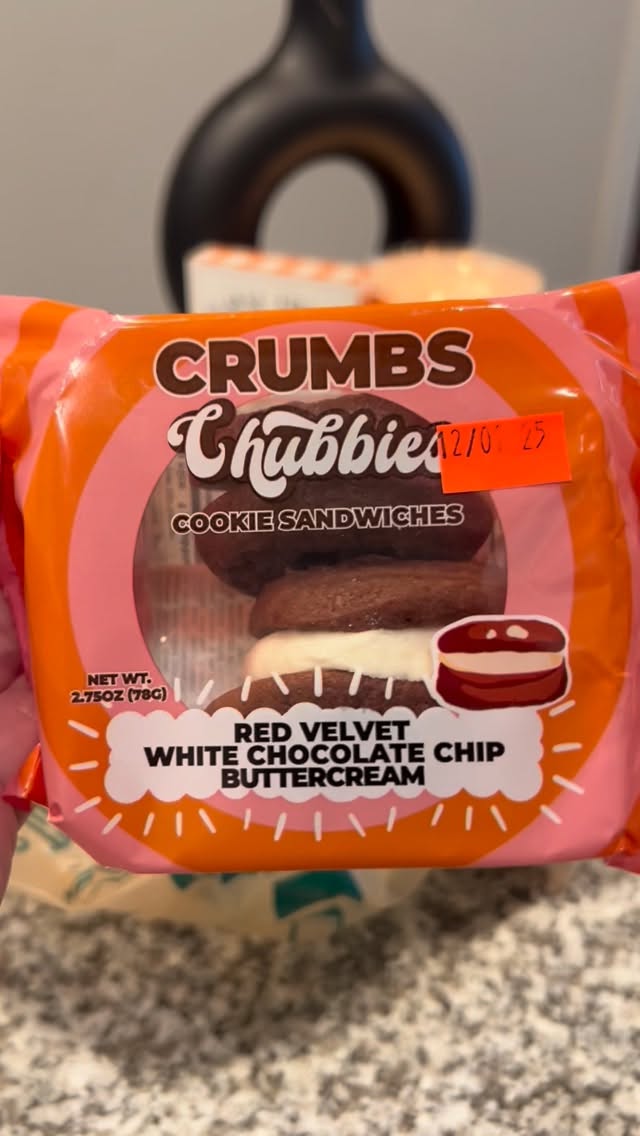 CRUMBS
Chubbies
COOKIE SANDWICHES
NET WT.
2.75OZ (78G)
RED VELVET
WHITE CHOCOLATE CHIP
BUTTERCREAM